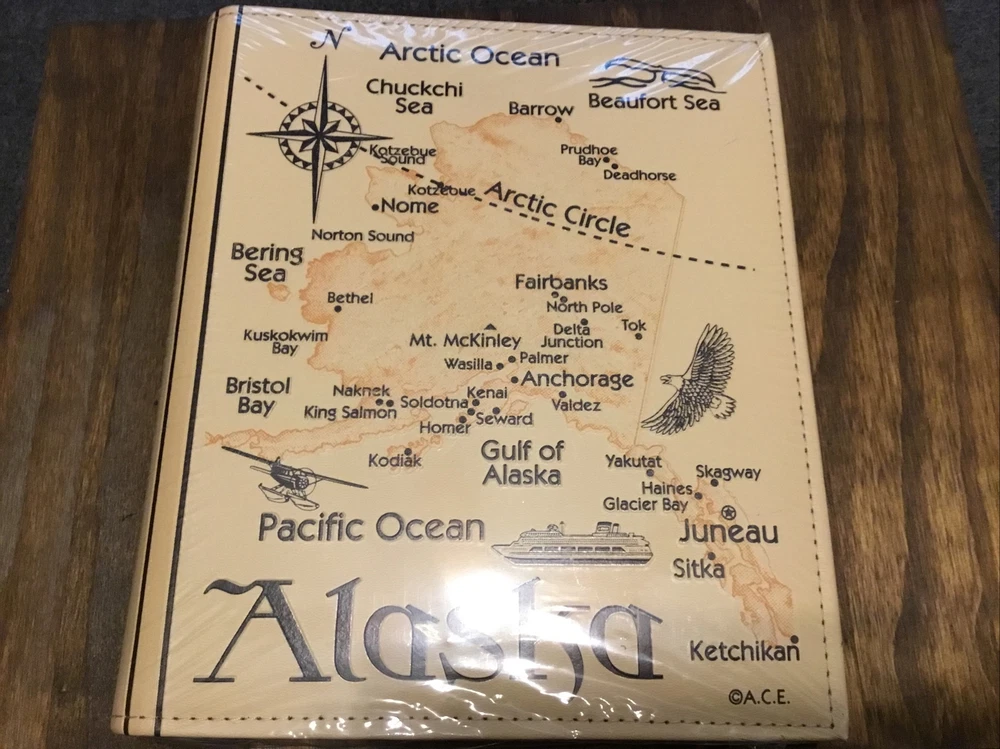 N
Arctic Ocean
Chuckchi
Sea
Beaufort Sea
Barrow
Kotzebue
Sound
Prudhoe
Bay
Deadhorse
Kotzebue
Arctic Circle
Nome
Norton Sound
Bering
Sea
Bethel
Fairbanks
North Pole
Kuskokwim
Bay
Mt. McKinley
Delta
Junction
Tok
Wasilla
Palmer
Anchorage
Bristol
Bay
Naknek
King Salmon
Soldotna
Kenai
Seward
Homer
Valdez
Kodiak
Gulf of
Alaska
Yakutat
Skagway
Haines
Glacier Bay
Pacific Ocean
Juneau
Sitka
Alaska
Ketchikan
©A.C.E.